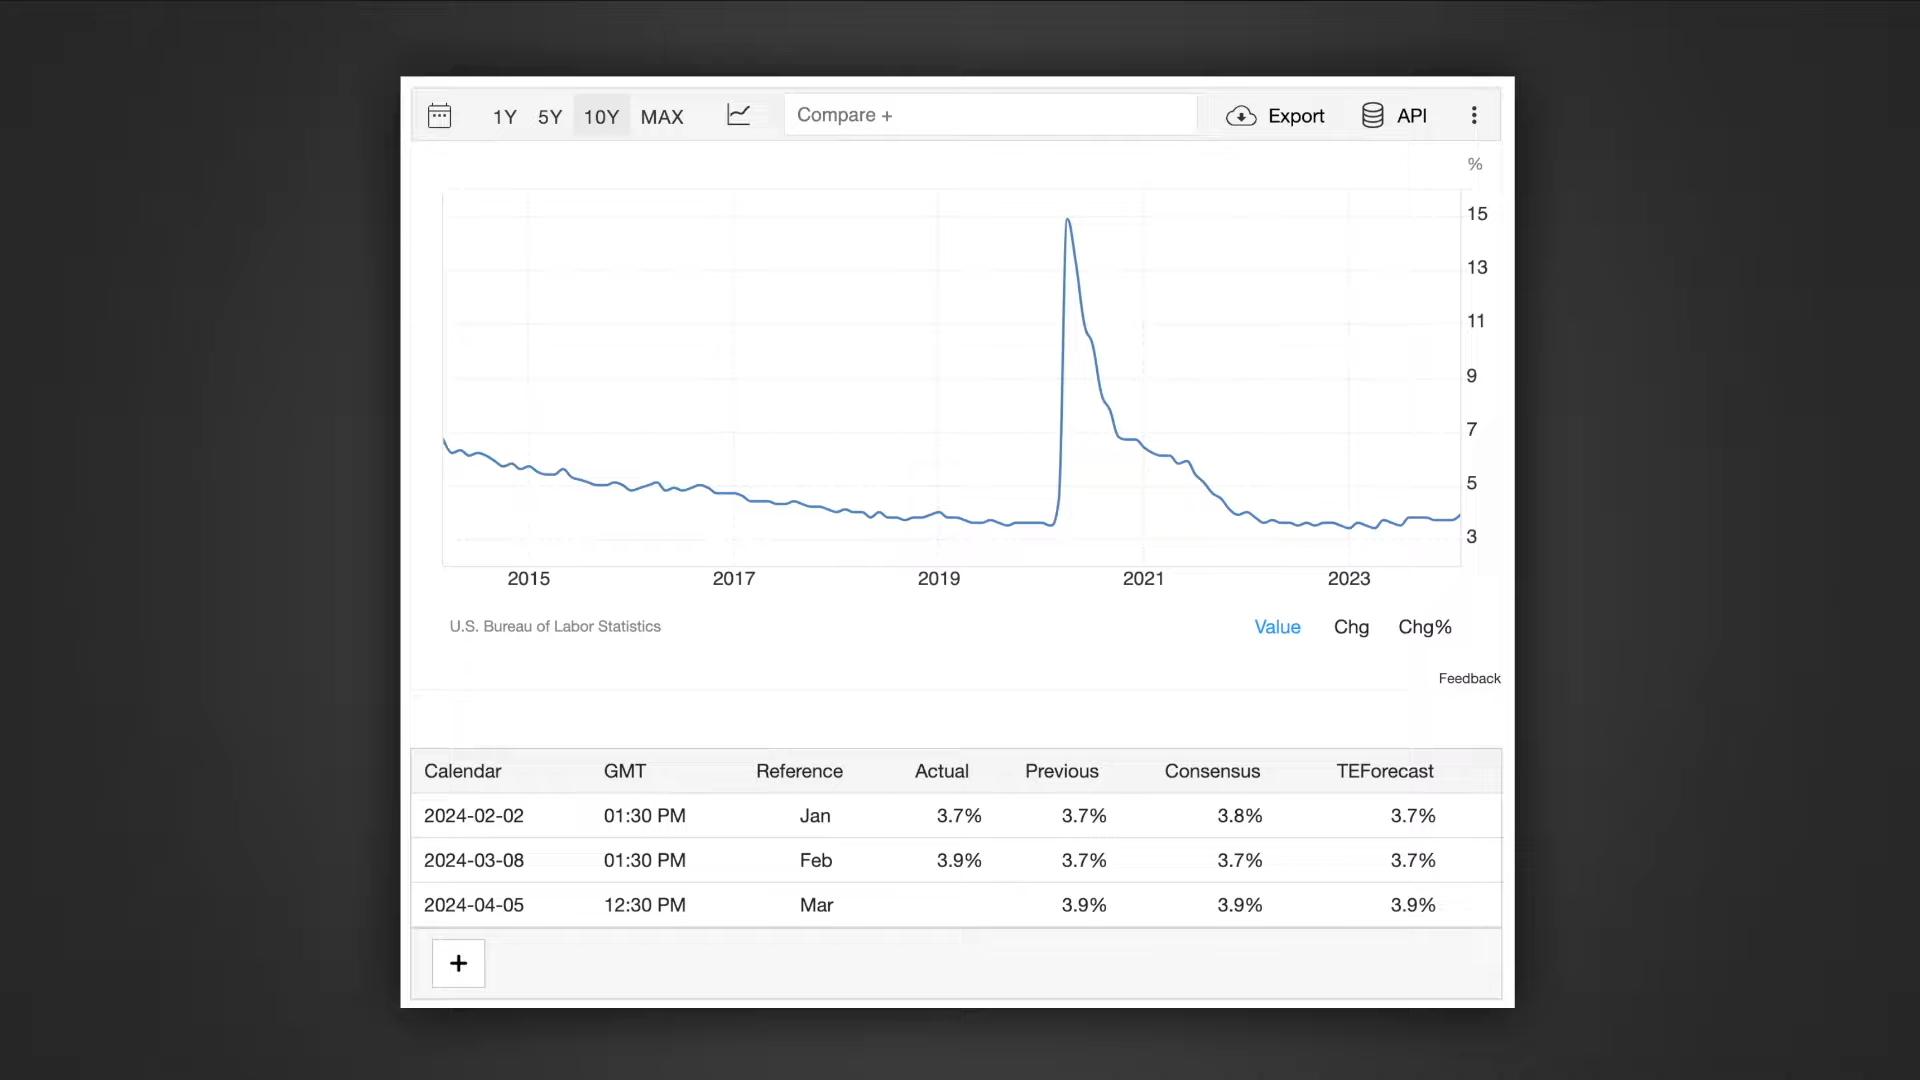 1Y 5Y 10Y MAX Compare + Export API
%
15
13
11
9
7
5
3
2015 2017 2019 2021 2023
U.S. Bureau of Labor Statistics Value Chg Chg%
Feedback
Calendar GMT Reference Actual Previous Consensus TEForecast
2024-02-02 01:30 PM Jan 3.7% 3.7% 3.8% 3.7%
2024-03-08 01:30 PM Feb 3.9% 3.7% 3.7% 3.7%
2024-04-05 12:30 PM Mar 3.9% 3.9% 3.9%
+